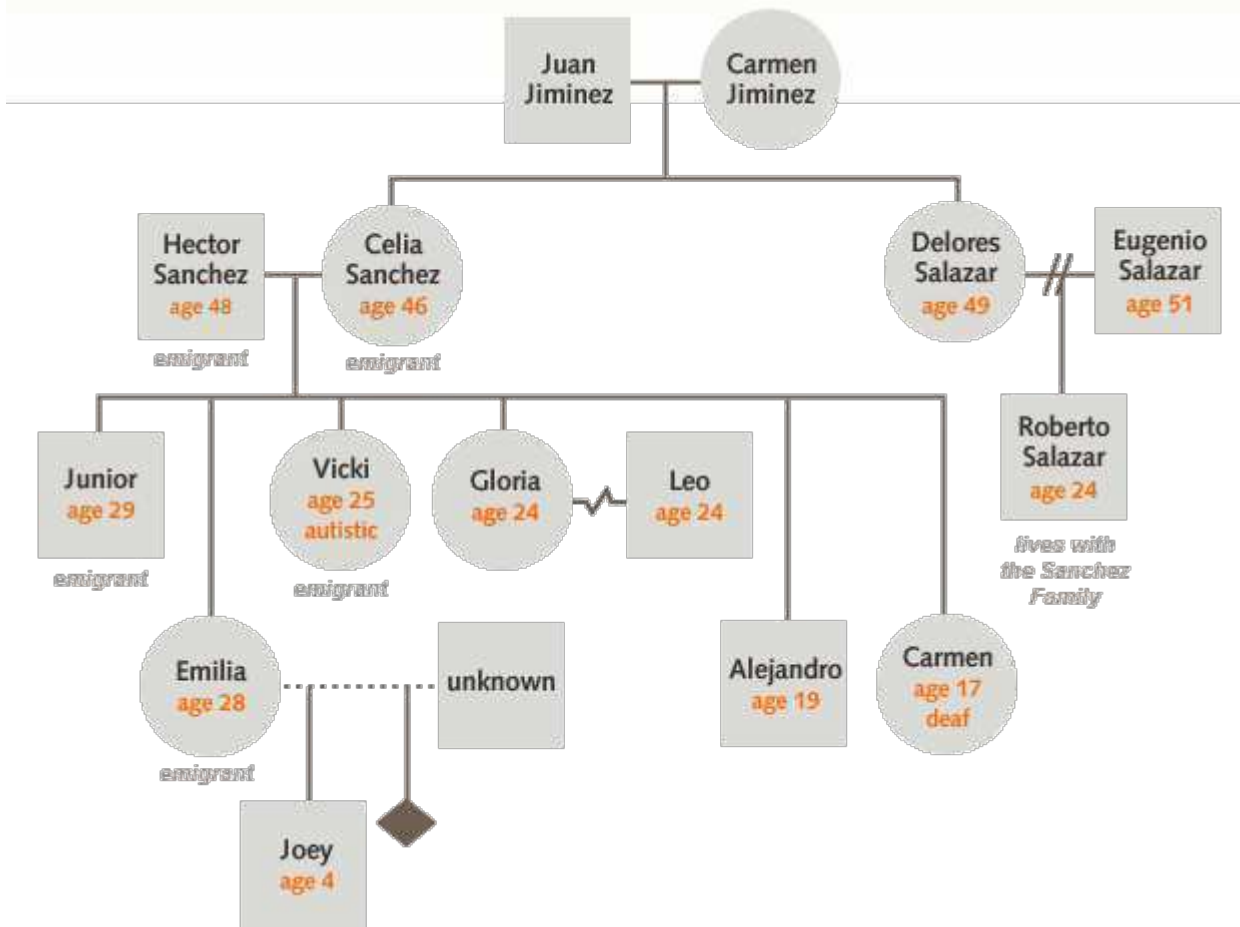 Juan
Jiminez
Carmen
Jiminez
Hector
Sanchez
age 48
emigrant
Celia
Sanchez
age 46
emigrant
Delores
Salazar
age 49
Eugenio
Salazar
age 51
Junior
age 29
emigrant
Vicki
age 25
autistic
emigrant
Gloria
age 24
Leo
age 24
Roberto
Salazar
age 24
lives with
the Sanchez
Family
Emilia
age 28
emigrant
unknown
Alejandro
age 19
Carmen
age 17
deaf
Joey
age 4